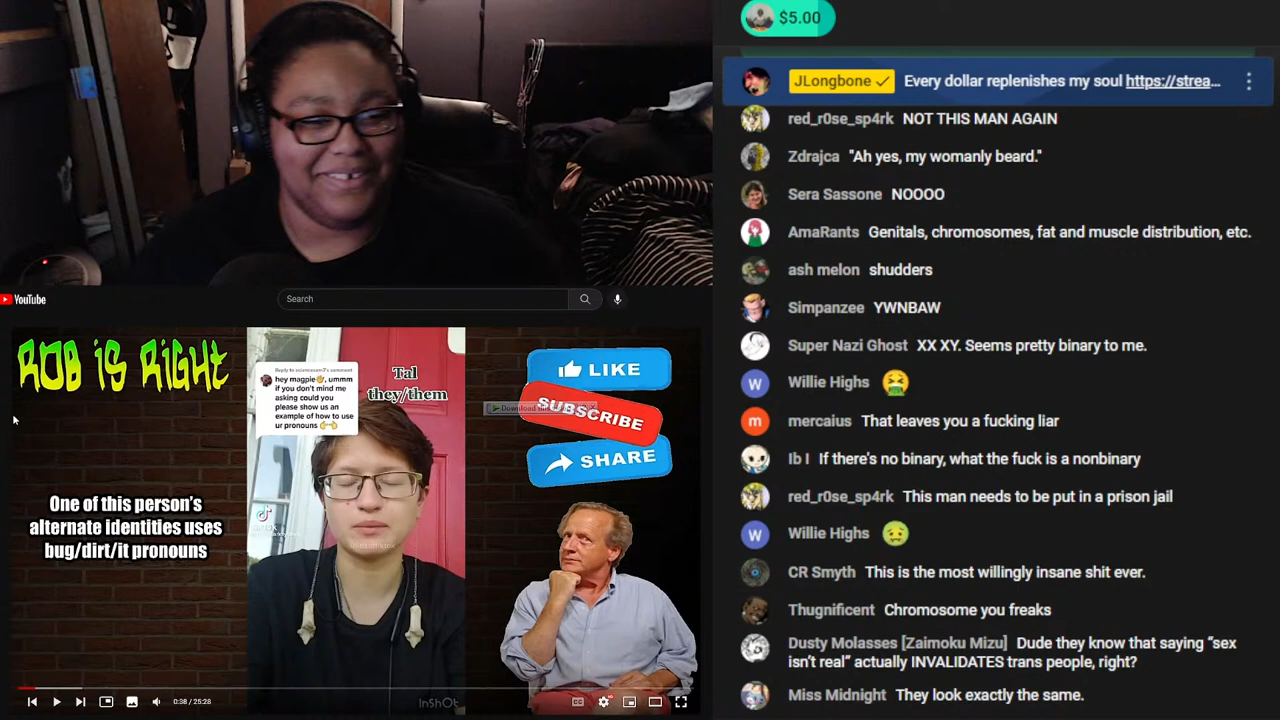 $5.00
JLongbone Every dollar replenishes my soul https://strea...
red_r0se_sp4rk NOT THIS MAN AGAIN
Zdrajca "Ah yes, my womanly beard."
Sera Sassone NOOOO
AmaRants Genitals, chromosomes, fat and muscle distribution, etc.
ash melon shudders
Simpanzee YWNBAW
Super Nazi Ghost XX XY. Seems pretty binary to me.
W Willie Highs
m mercaius That leaves you a fucking liar
Ib I If there's no binary, what the fuck is a nonbinary
red_r0se_sp4rk This man needs to be put in a prison jail
W Willie Highs
CR Smyth This is the most willingly insane shit ever.
Thugnificent Chromosome you freaks
Dusty Molasses [Zaimoku Mizu] Dude they know that saying “sex
isn't real” actually INVALIDATES trans people, right?
Miss Midnight They look exactly the same.
YouTube
Search
ROB iS RiGHT
One of this person's
alternate identities uses
bug/dirt/it pronouns
hey magpie, ummm
if you don't mind me
asking could you
please show us an
example of how to use
ur pronouns
Tal
they/them
LIKE
SUBSCRIBE
SHARE
0:38 / 25:28
InShOt